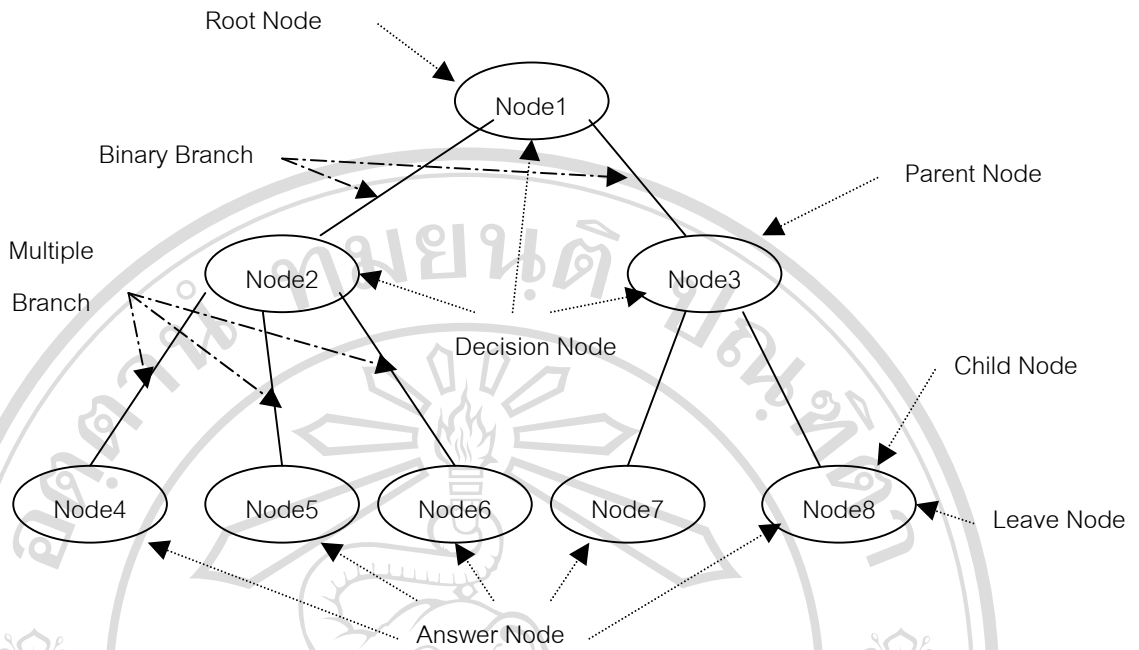 Root Node
Node1
Binary Branch
Parent Node
Multiple
Branch
Node2
Node3
Decision Node
Child Node
Node4
Node5
Node6
Node7
Node8
Leave Node
Answer Node